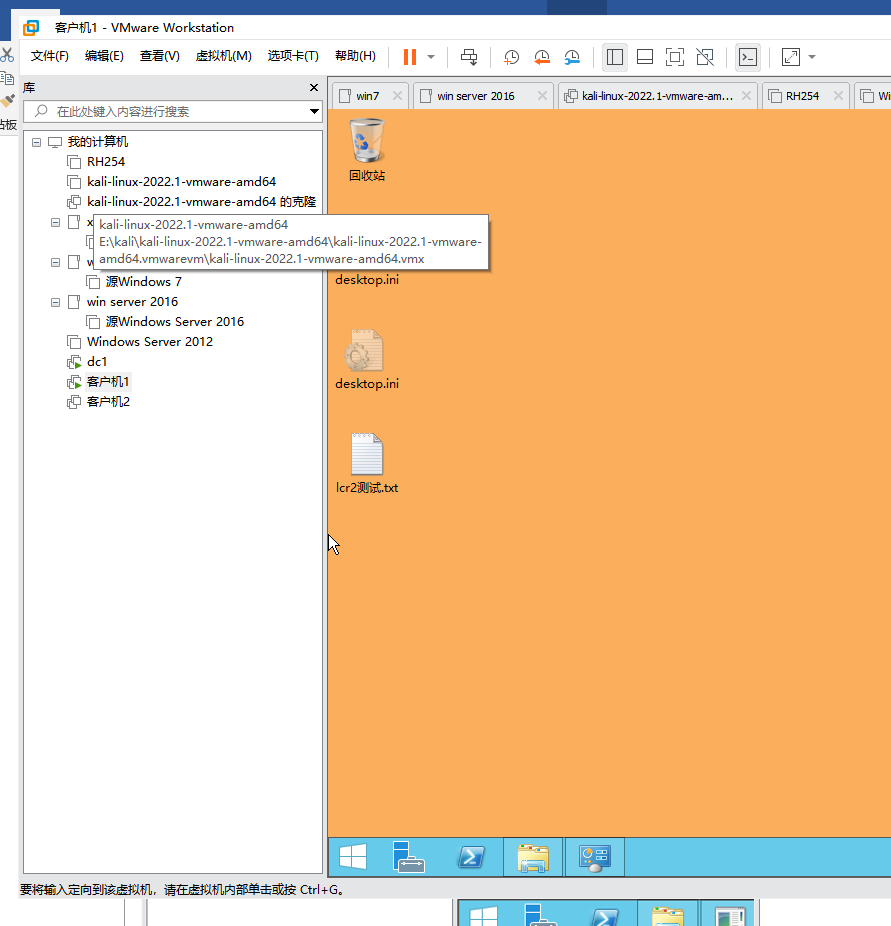 客户机1 - VMware Workstation
文件(F) 编辑(E) 查看(V) 虚拟机(M) 选项卡(T) 帮助(H)
库
在此处键入内容进行搜索
win7
win server 2016
kali-linux-2022.1-vmware-am...
RH254
Wi
贴板
我的计算机
RH254
kali-linux-2022.1-vmware-amd64
kali-linux-2022.1-vmware-amd64 的克隆
x
kali-linux-2022.1-vmware-amd64
E:\kali\kali-linux-2022.1-vmware-amd64\kali-linux-2022.1-vmware-
amd64.vmwarevm\kali-linux-2022.1-vmware-amd64.vmx
w
源Windows 7
win server 2016
源Windows Server 2016
Windows Server 2012
dc1
客户机1
客户机2
回收站
desktop.ini
desktop.ini
lcr2测试.txt
要将输入定向到该虚拟机，请在虚拟机内部单击或按 Ctrl+G。